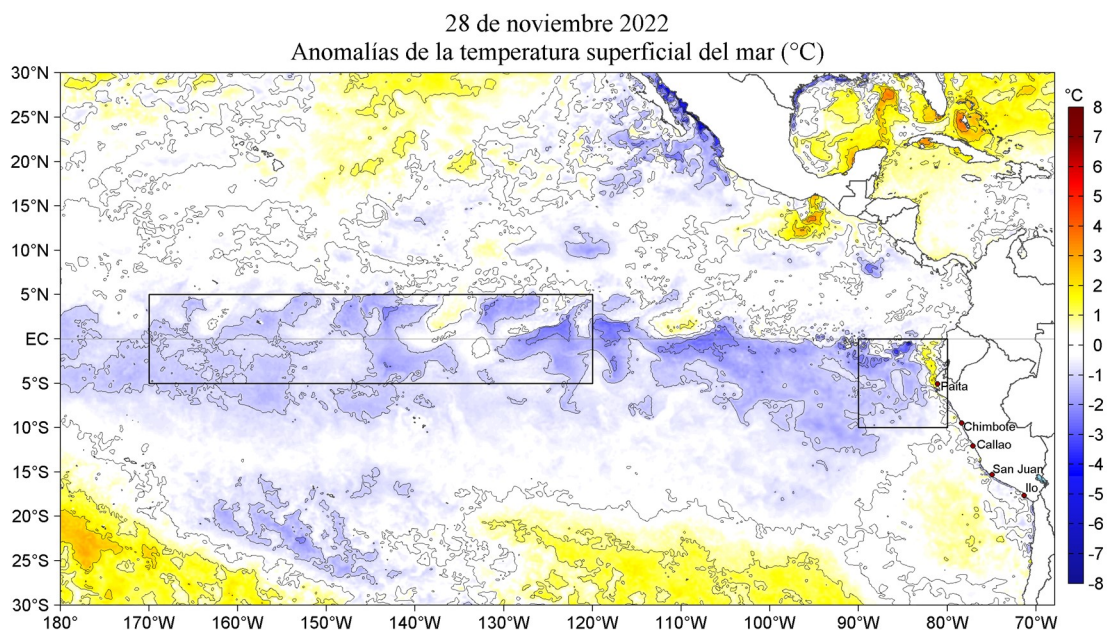 28 de noviembre 2022
Anomalías de la temperatura superficial del mar (°C)
30°N
25°N
20°N
15°N
10°N
5°N
EC
5°S
10°S
15°S
20°S
25°S
30°S
180
170°W
160°W
150°W
140°W
130°W
120°W
110°W
100°W
90°W
80°W
70°W
Paita
Chimbote
Callao
San Juan
Ilo
°C
8
7
6
5
4
3
2
1
0
-1
-2
-3
-4
-5
-6
-7
-8